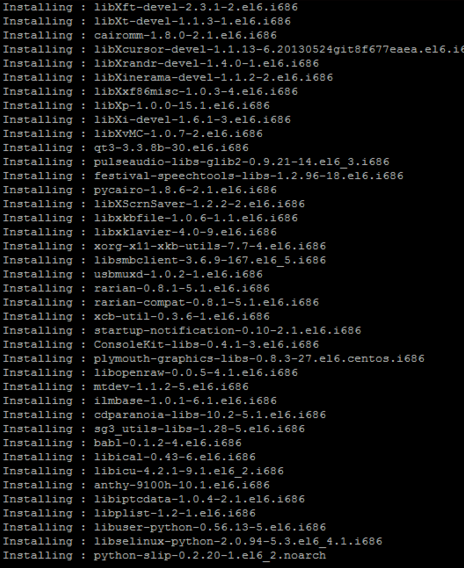 Installing : libXft-devel-2.3.1-2.el6.i686
Installing : libXt-devel-1.1.3-1.el6.i686
Installing : cairomm-1.8.0-2.1.el6.i686
Installing : libXcursor-devel-1.1.13-6.20130524git8f677eaea.el6.i6
Installing : libXrandr-devel-1.4.0-1.el6.i686
Installing : libXinerama-devel-1.1.2-2.el6.i686
Installing : libXxf86misc-1.0.3-4.el6.i686
Installing : libXp-1.0.0-15.1.el6.i686
Installing : libXi-devel-1.6.1-3.el6.i686
Installing : libXvMC-1.0.7-2.el6.i686
Installing : qt3-3.3.8b-30.el6.i686
Installing : pulseaudio-libs-glib2-0.9.21-14.el6_3.i686
Installing : festival-speechtools-libs-1.2.96-18.el6.i686
Installing : pycairo-1.8.6-2.1.el6.i686
Installing : libXScrnSaver-1.2.2-2.el6.i686
Installing : libxkbfile-1.0.6-1.1.el6.i686
Installing : libxklavier-4.0-9.el6.i686
Installing : xorg-x11-xkb-utils-7.7-4.el6.i686
Installing : libsmbclient-3.6.9-167.el6_5.i686
Installing : usbmuxd-1.0.2-1.el6.i686
Installing : rarian-0.8.1-5.1.el6.i686
Installing : rarian-compat-0.8.1-5.1.el6.i686
Installing : xcb-util-0.3.6-1.el6.i686
Installing : startup-notification-0.10-2.1.el6.i686
Installing : ConsoleKit-libs-0.4.1-3.el6.i686
Installing : plymouth-graphics-libs-0.8.3-27.el6.centos.i686
Installing : libopenraw-0.0.5-4.1.el6.i686
Installing : mtdev-1.1.2-5.el6.i686
Installing : ilmbase-1.0.1-6.1.el6.i686
Installing : cdparanoia-libs-10.2-5.1.el6.i686
Installing : sg3_utils-libs-1.28-5.el6.i686
Installing : babl-0.1.2-4.el6.i686
Installing : libical-0.43-6.el6.i686
Installing : libicu-4.2.1-9.1.el6_2.i686
Installing : anthy-9100h-10.1.el6.i686
Installing : libiptcdata-1.0.4-2.1.el6.i686
Installing : libplist-1.2-1.el6.i686
Installing : libuser-python-0.56.13-5.el6.i686
Installing : libselinux-python-2.0.94-5.3.el6_4.1.i686
Installing : python-slip-0.2.20-1.el6_2.noarch